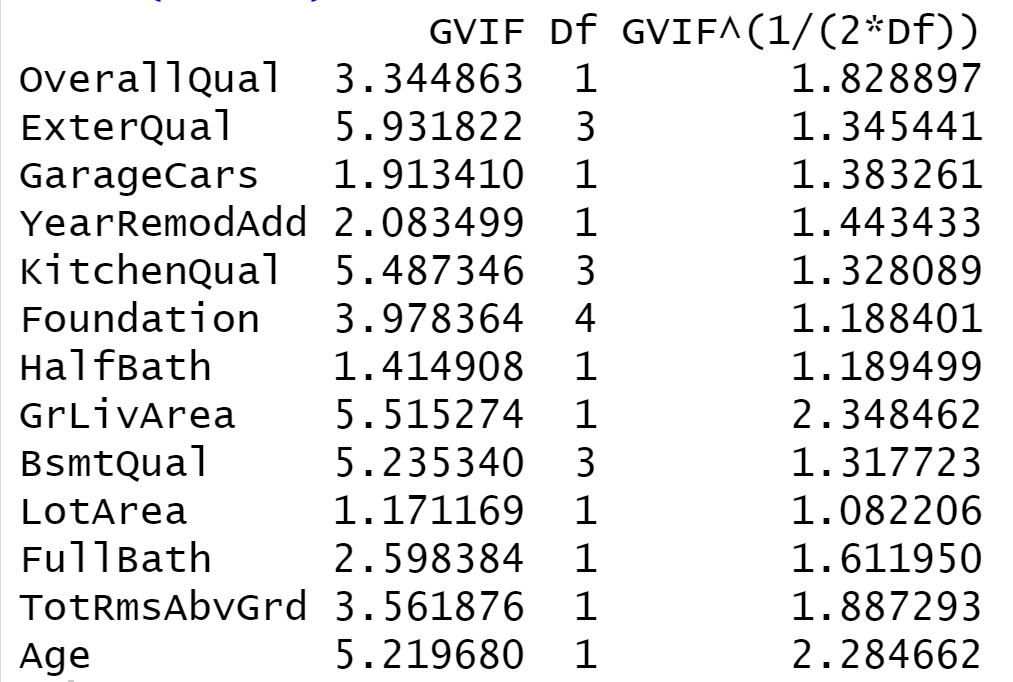 GVIF Df GVIF^(1/(2*Df))
OverallQual 3.344863 1 1.828897
ExterQual 5.931822 3 1.345441
GarageCars 1.913410 1 1.383261
YearRemodAdd 2.083499 1 1.443433
KitchenQual 5.487346 3 1.328089
Foundation 3.978364 4 1.188401
HalfBath 1.414908 1 1.189499
GrLivArea 5.515274 1 2.348462
BsmtQual 5.235340 3 1.317723
LotArea 1.171169 1 1.082206
FullBath 2.598384 1 1.611950
TotRmsAbvGrd 3.561876 1 1.887293
Age 5.219680 1 2.284662